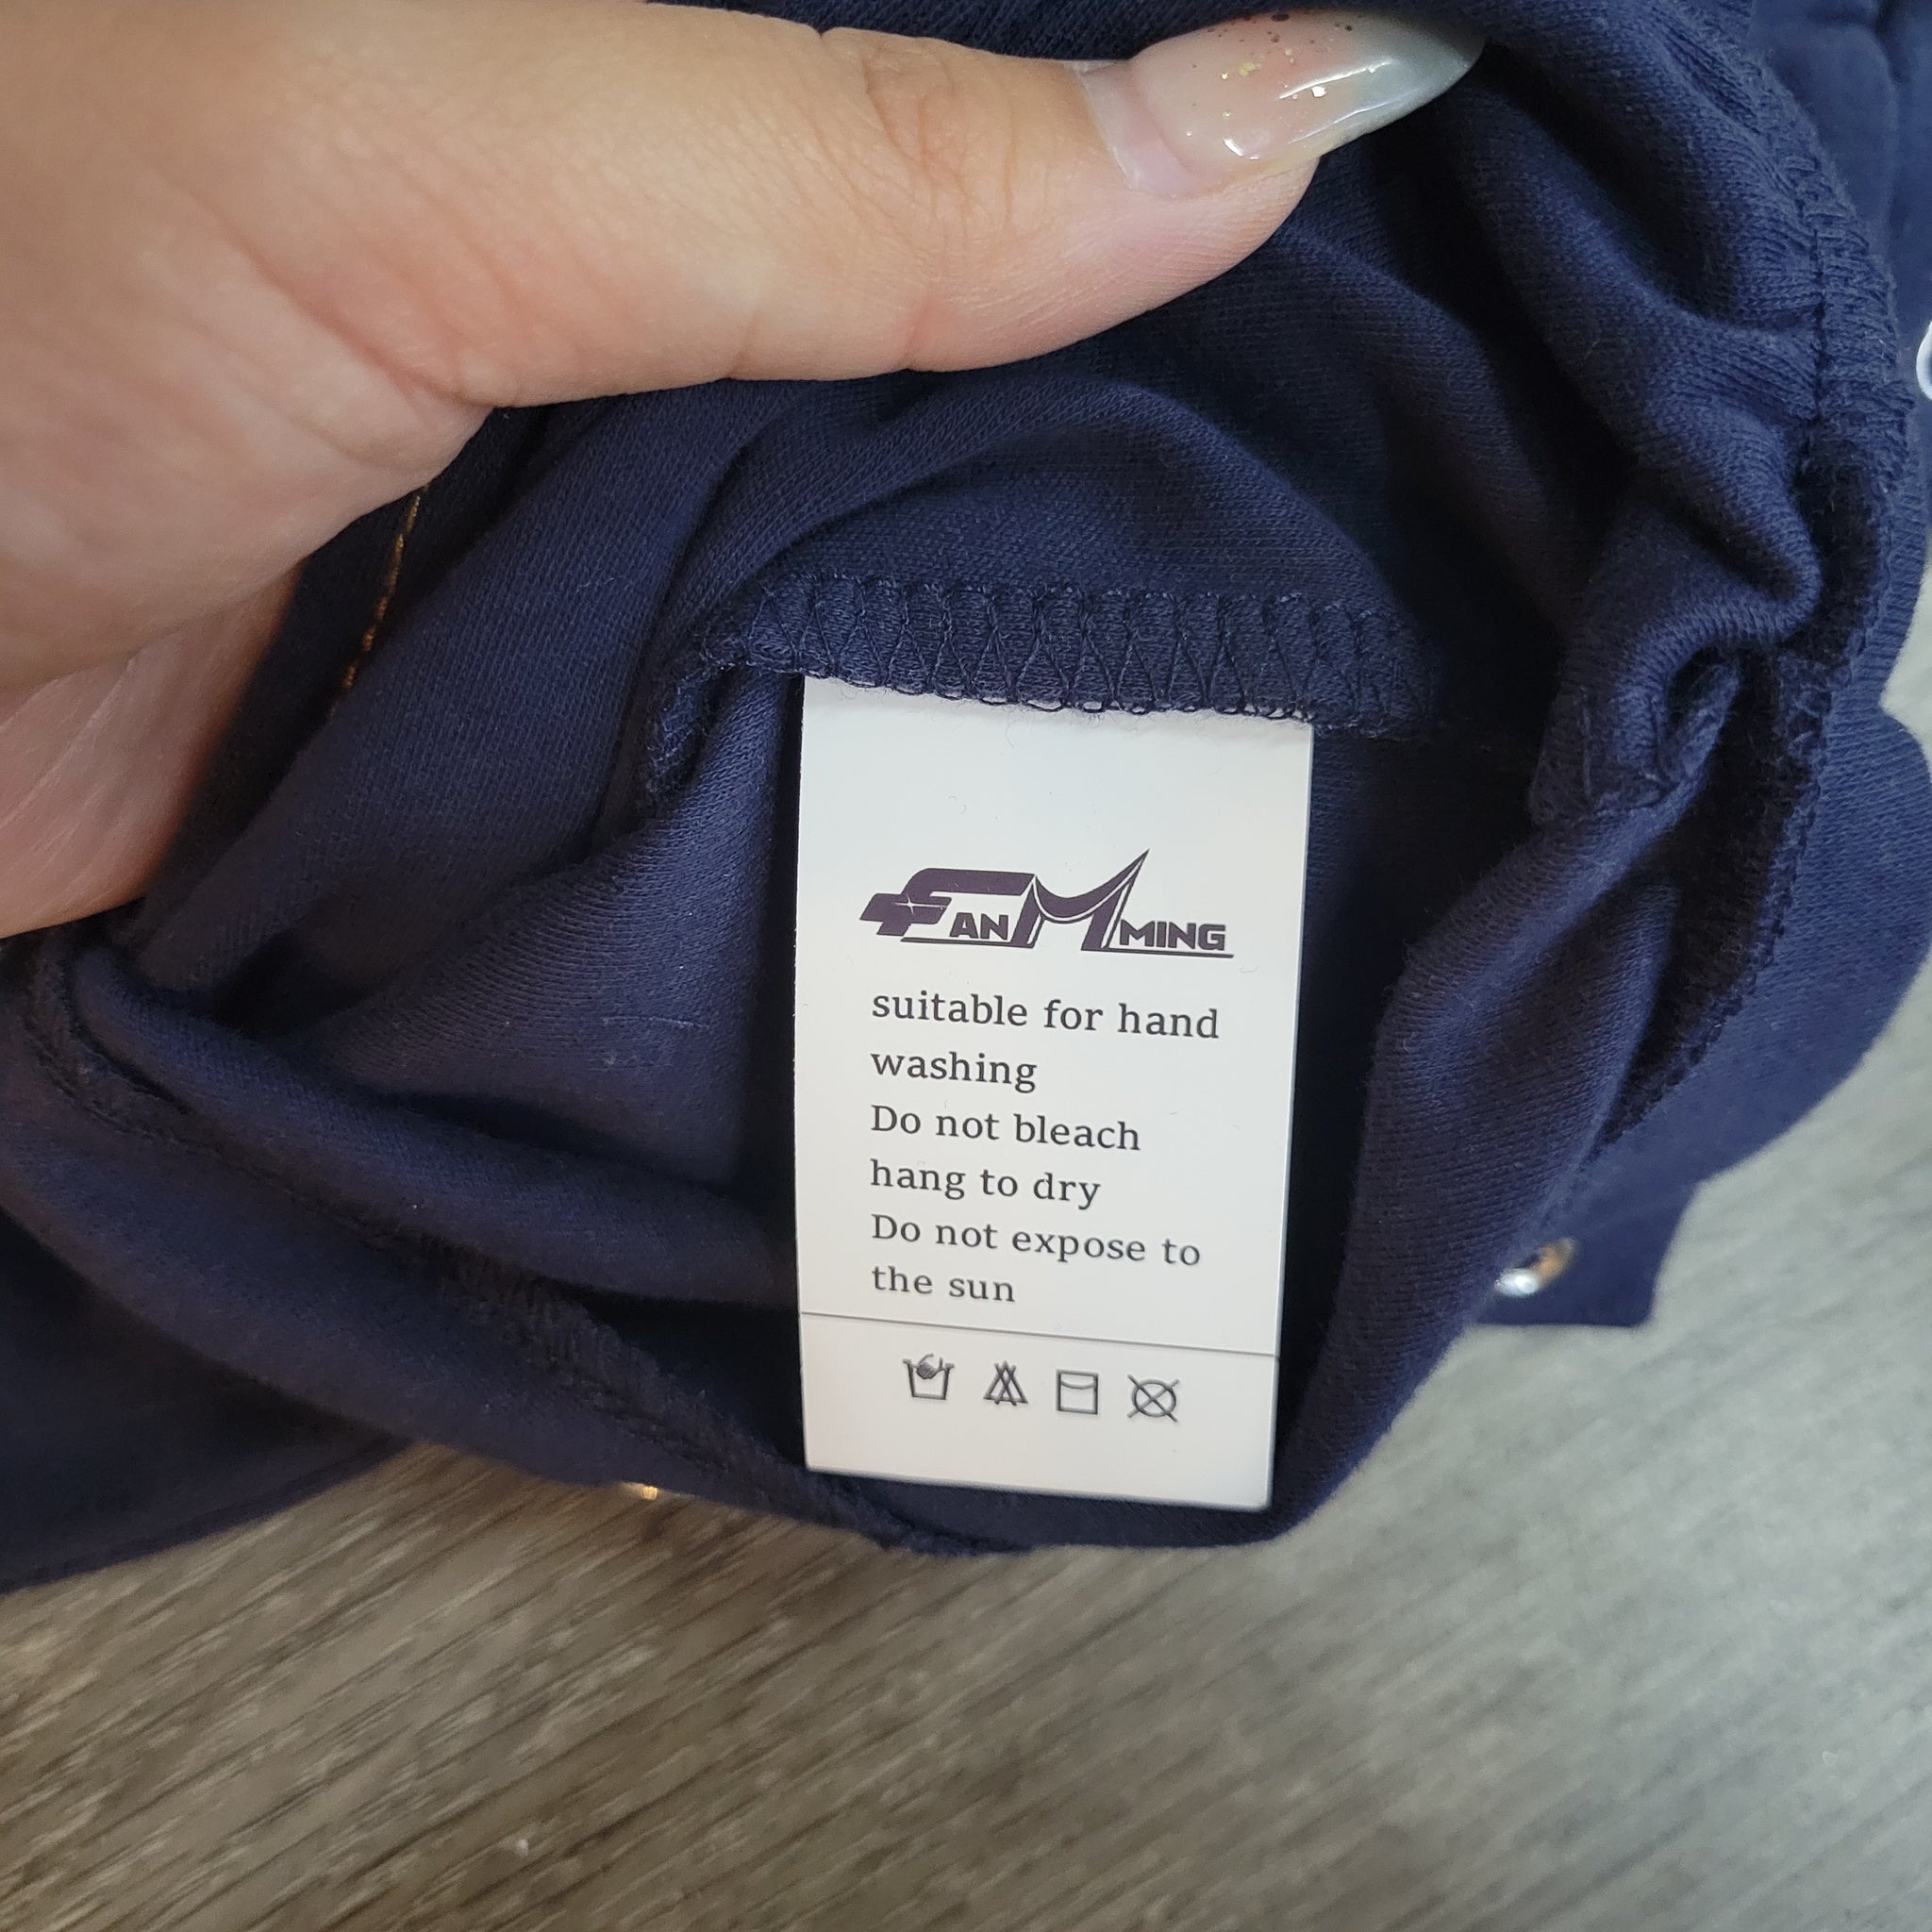 FANMMING
suitable for hand
washing
Do not bleach
hang to dry
Do not expose to
the sun